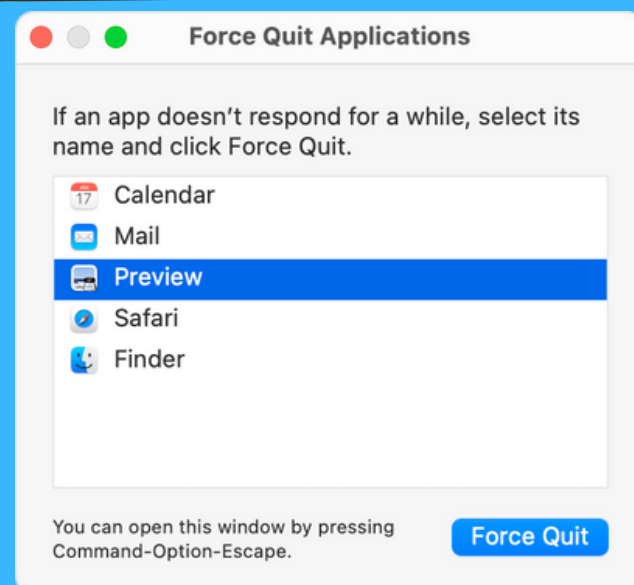 Force Quit Applications
If an app doesn’t respond for a while, select its
name and click Force Quit.
JUL
17
Calendar
Mail
Preview
Safari
Finder
You can open this window by pressing
Command-Option-Escape.
Force Quit